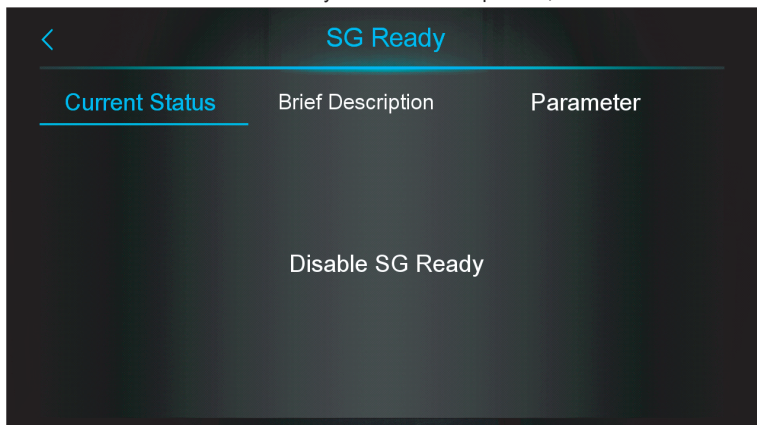 SG Ready
Current Status
Brief Description
Parameter
Disable SG Ready